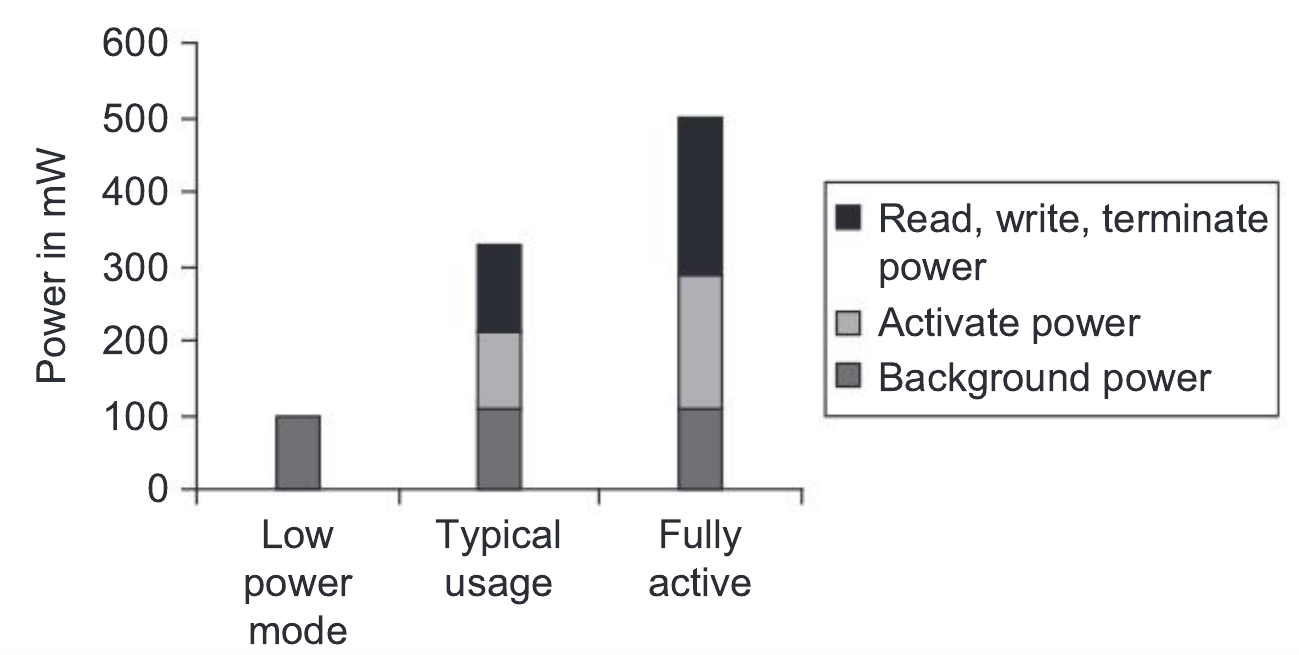 600
500
400
300
200
100
0
Power in mW
Low
power
mode
Typical
usage
Fully
active
Read, write, terminate
power
Activate power
Background power